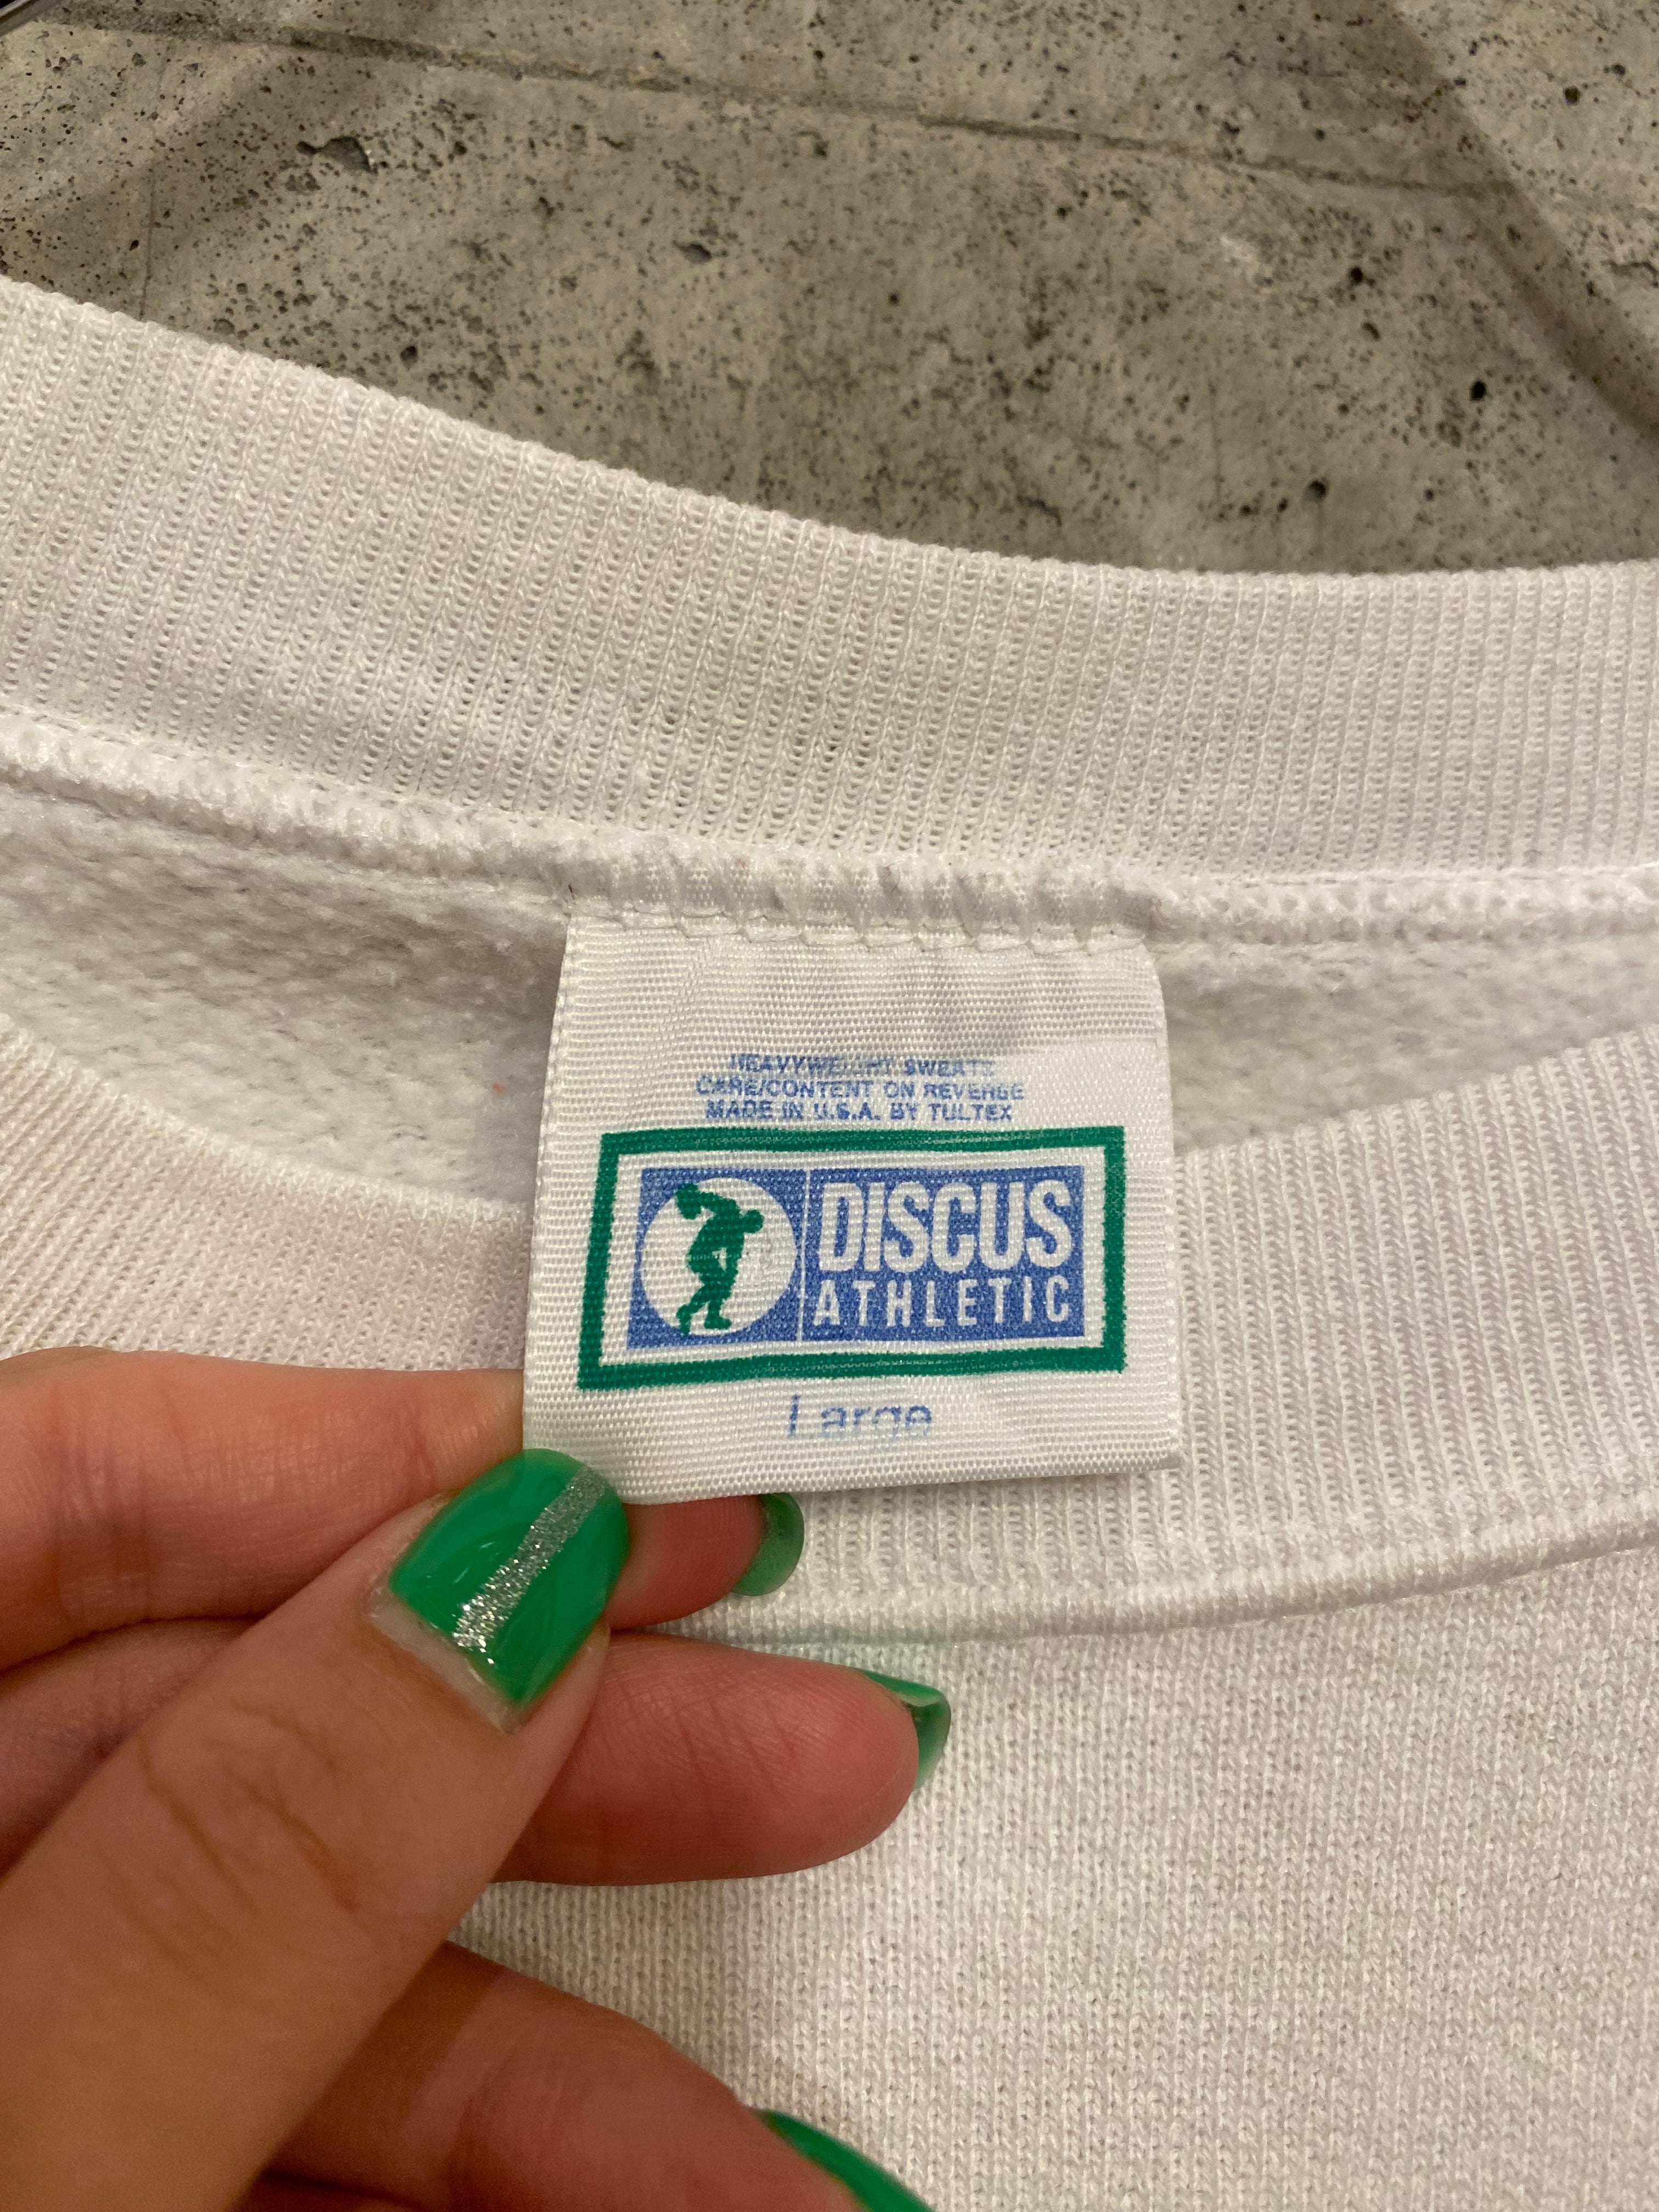 HEAVYWEIGHT SWEATS
CARE/CONTENT ON REVERSE
MADE IN U.S.A. BY TULTEX
DISCUS
ATHLETIC
Large